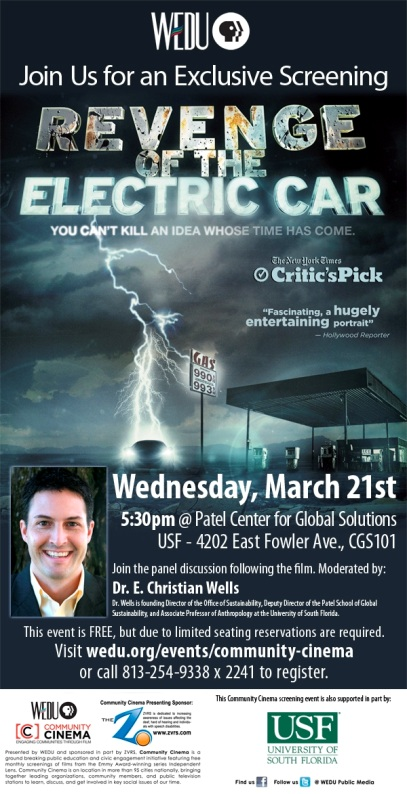 WEDU PBS
Join Us for an Exclusive Screening
REVENGE
OF THE
ELECTRIC CAR
YOU CAN'T KILL AN IDEA WHOSE TIME HAS COME.
The New York Times
Critic'sPick
"Fascinating, a hugely
entertaining portrait"
— Hollywood Reporter
GAS
990
993
Wednesday, March 21st
5:30pm @ Patel Center for Global Solutions
USF - 4202 East Fowler Ave., CGS101
Join the panel discussion following the film. Moderated by:
Dr. E. Christian Wells
Dr. Wells is founding Director of the Office of Sustainability, Deputy Director of the Patel School of Global
Sustainability, and Associate Professor of Anthropology at the University of South Florida.
This event is FREE, but due to limited seating reservations are required.
Visit wedu.org/events/community-cinema
or call 813-254-9338 x 2241 to register.
WEDU PBS
[C] COMMUNITY
CINEMA
ENGAGING COMMUNITIES THROUGH FILM
Community Cinema Presenting Sponsor:
THE Z
ZVRS is dedicated to increasing
awareness of issues affecting the
deaf, hard of hearing and individu-
als with speech disabilities
www.zvrs.com
This Community Cinema screening event is also supported in part by:
USF
UNIVERSITY OF
SOUTH FLORIDA
Presented by WEDU and sponsored in part by ZVRS. Community Cinema is a
ground breaking public education and civic engagement initiative featuring free
monthly screenings of films from the Emmy Award-winning series Independent
Lens. Community Cinema is on location in more than 95 cities nationally, bringing
together leading organizations, community members, and public television
stations to learn, discuss, and get involved in key social issues of our time.
Find us f Follow us @ WEDU Public Media